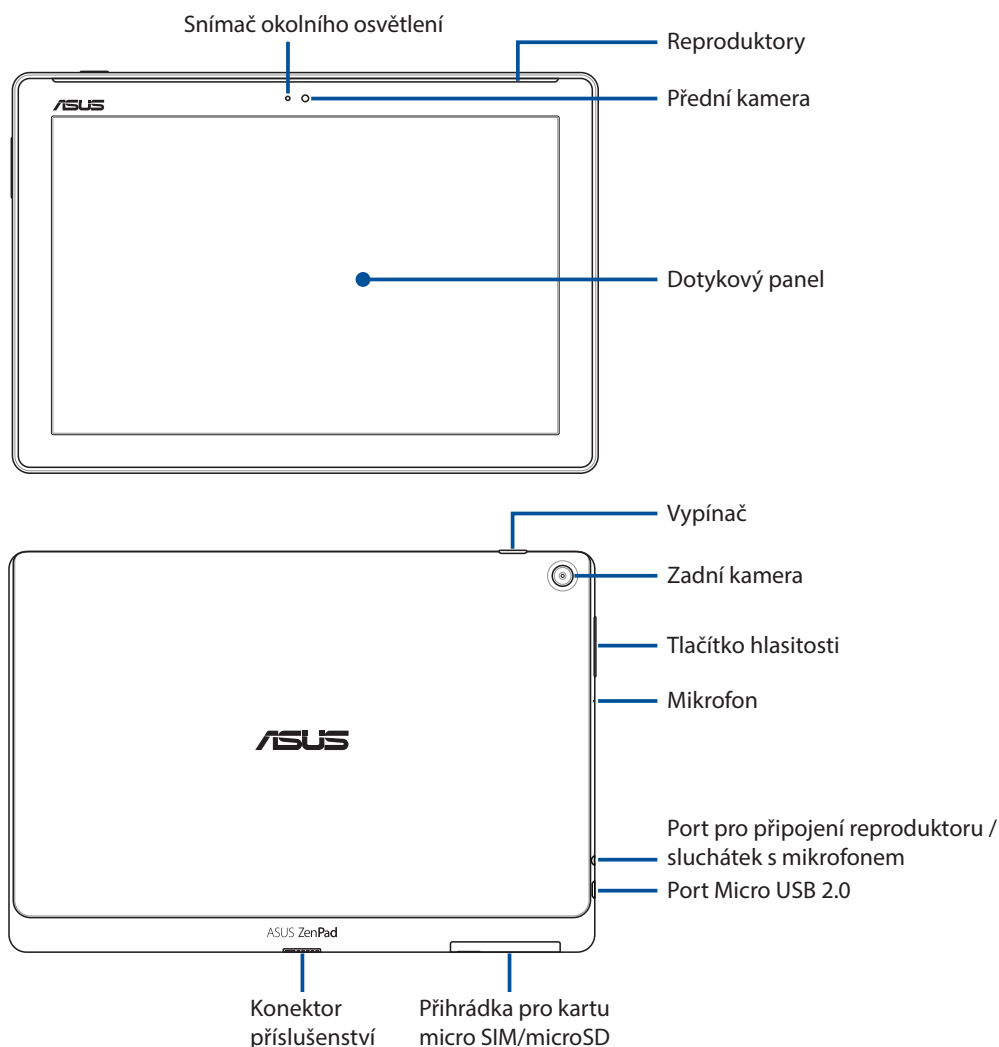 Snímač okolního osvětlení
Reproduktory
Přední kamera
ASUS
Dotykový panel
Vypínač
Zadní kamera
Tlačítko hlasitosti
Mikrofon
ASUS
Port pro připojení reproduktoru /
sluchátek s mikrofonem
Port Micro USB 2.0
ASUS ZenPad
Konektor
příslušenství
Přihrádka pro kartu
micro SIM/microSD